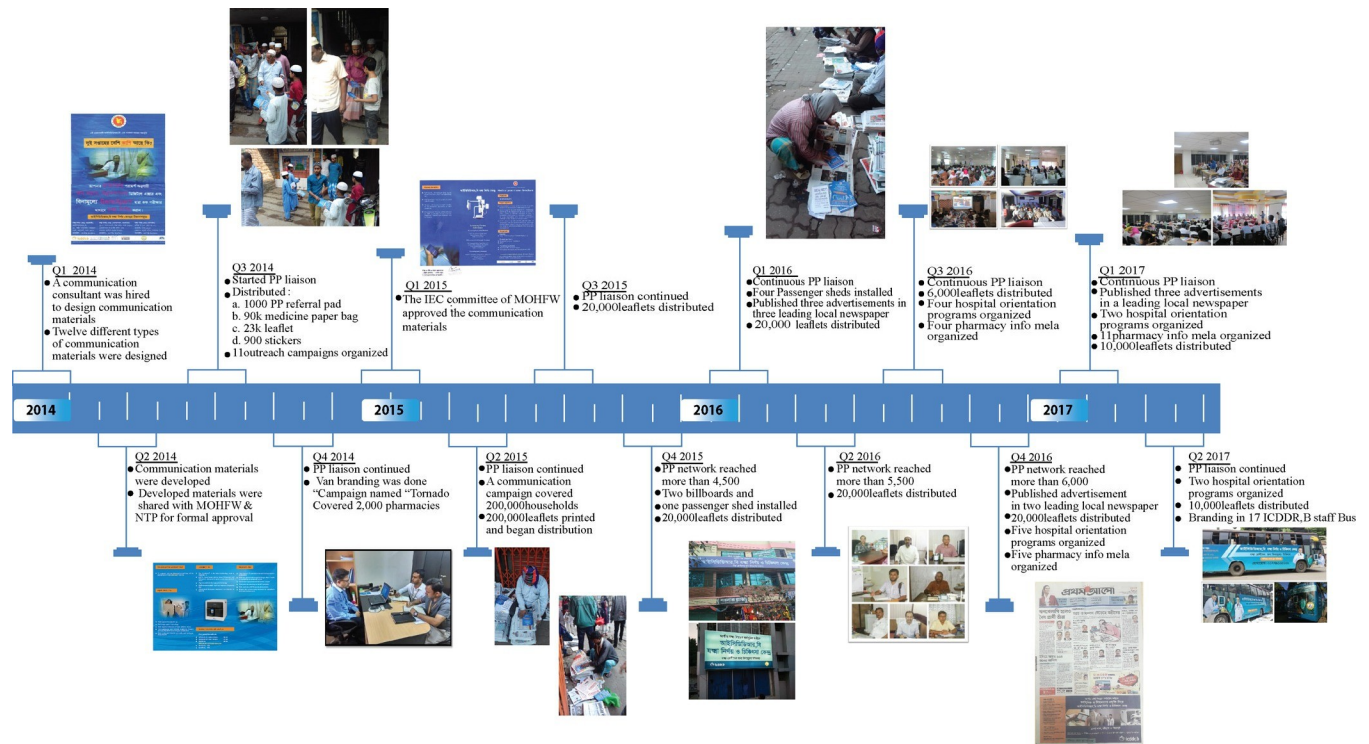 Q1 2014
● A communication
consultant was hired
to design communication
materials
● Twelve different types
of communication
materials were designed
Q3 2014
● Started PP liaison
● Distributed :
a. 1000 PP referral pad
b. 90k medicine paper bag
c. 23k leaflet
d. 900 stickers
● 11outreach campaigns organized
Q1 2015
● The IEC committee of MOHFW
approved the communication
materials
Q3 2015
● PP liaison continued
● 20,000leaflets distributed
Q1 2016
● Continuous PP liaison
● Four Passenger sheds installed
● Published three advertisements in
three leading local newspaper
● 20,000 leaflets distributed
Q3 2016
● Continuous PP liaison
● 6,000leaflets distributed
● Four hospital orientation
programs organized
● Four pharmacy info mela
organized
Q1 2017
● Continuous PP liaison
● Published three advertisements
in a leading local newspaper
● Two hospital orientation
programs organized
● 11pharmacy info mela organized
● 10,000leaflets distributed
2014
2015
2016
2017
Q2 2014
● Communication materials
were developed
● Developed materials were
shared with MOHFW &
NTP for formal approval
Q4 2014
● PP liaison continued
● Van branding was done
● “Campaign named “Tornado
Covered 2,000 pharmacies
Q2 2015
● PP liaison continued
● A communication
campaign covered
200,000households
● 200,000leaflets printed
and began distribution
Q4 2015
● PP network reached
more than 4,500
● Two billboards and
● one passenger shed installed
● 20,000leaflets distributed
Q2 2016
● PP network reached
more than 5,500
● 20,000leaflets distributed
Q4 2016
● PP network reached
more than 6,000
● Published advertisement
in two leading local newspaper
● 20,000leaflets distributed
● Five hospital orientation
programs organized
● Five pharmacy info mela
organized
Q2 2017
● PP liaison continued
● Two hospital orientation
programs organized
● 10,000leaflets distributed
● Branding in 17 ICDDR,B staff Bus
আইসিডিডিআর,বি
যক্ষ্মা নির্ণয় ও চিকিৎসা কেন্দ্র
প্রথম আলো